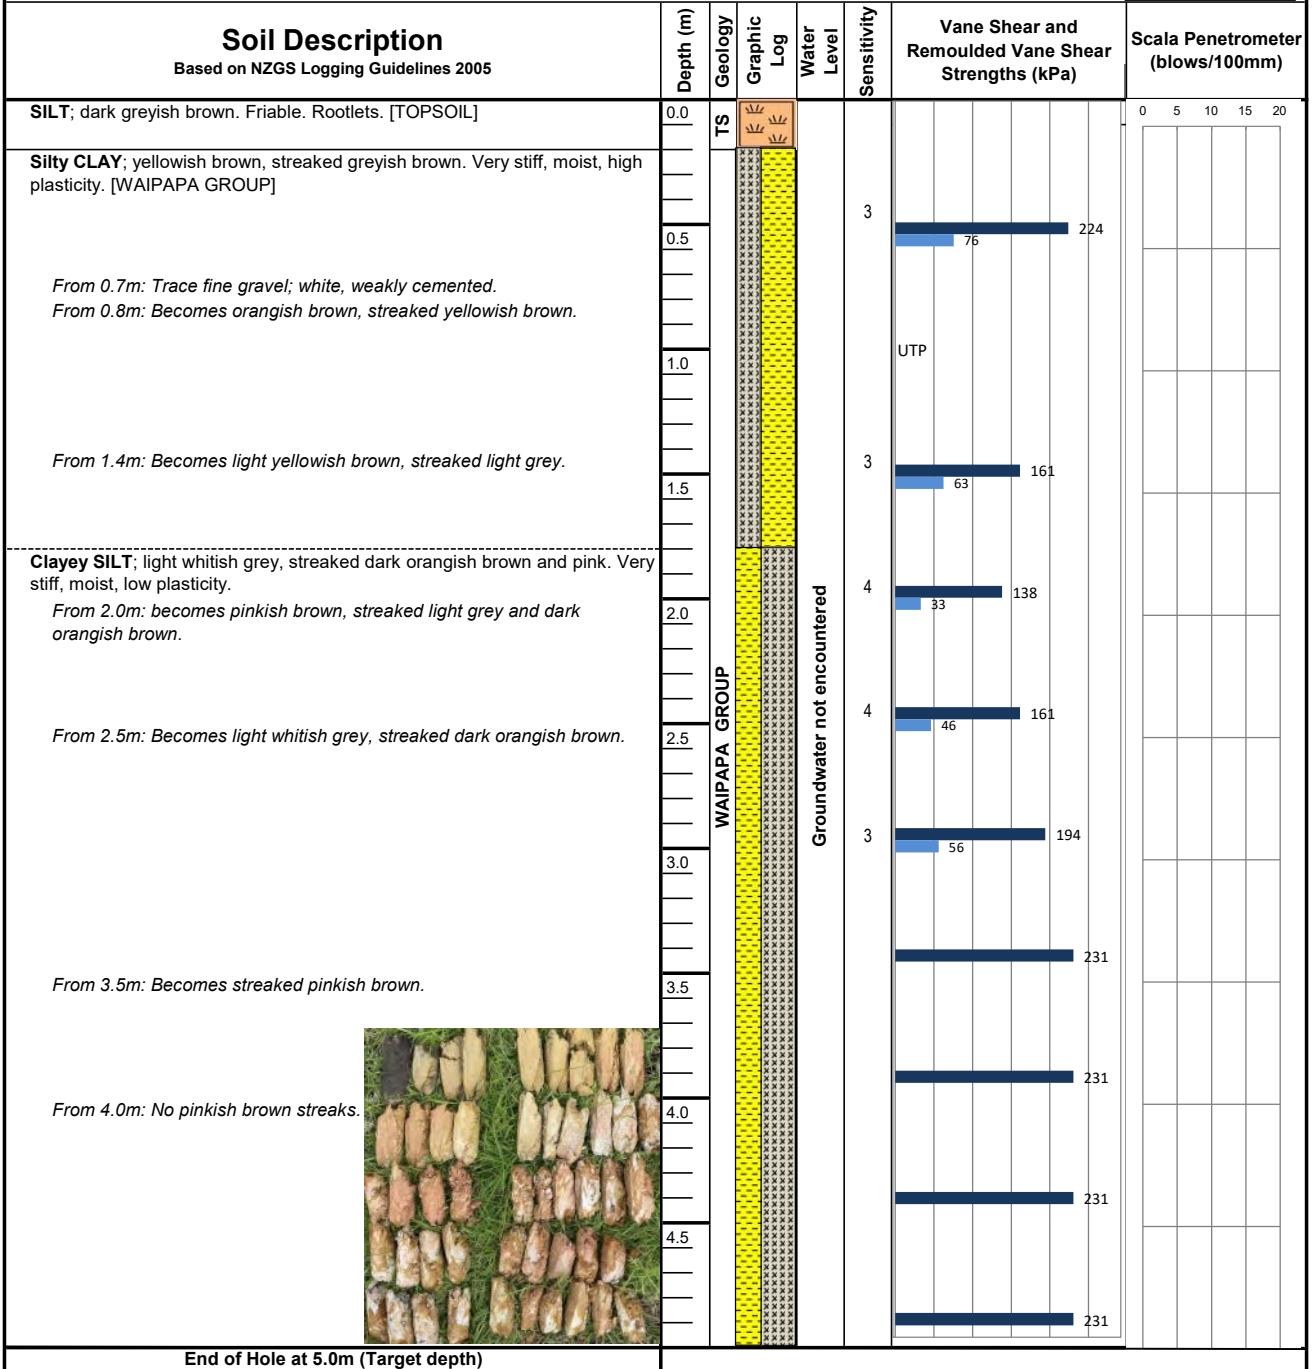 Soil Description
Based on NZGS Logging Guidelines 2005
Depth (m)
Geology
Graphic
Log
Water
Level
Sensitivity
Vane Shear and
Remoulded Vane Shear
Strengths (kPa)
Scala Penetrometer
(blows/100mm)
SILT; dark greyish brown. Friable. Rootlets. [TOPSOIL]
0.0
TS
0 5 10 15 20
Silty CLAY; yellowish brown, streaked greyish brown. Very stiff, moist, high
plasticity. [WAIPAPA GROUP]
3
224
0.5
76
From 0.7m: Trace fine gravel; white, weakly cemented.
From 0.8m: Becomes orangish brown, streaked yellowish brown.
UTP
1.0
From 1.4m: Becomes light yellowish brown, streaked light grey.
3
161
1.5
63
Clayey SILT; light whitish grey, streaked dark orangish brown and pink. Very
stiff, moist, low plasticity.
4
138
33
From 2.0m: becomes pinkish brown, streaked light grey and dark
orangish brown.
2.0
WAIPAPA GROUP
Groundwater not encountered
4
161
46
From 2.5m: Becomes light whitish grey, streaked dark orangish brown.
2.5
3
194
56
3.0
231
From 3.5m: Becomes streaked pinkish brown.
3.5
231
From 4.0m: No pinkish brown streaks.
4.0
231
4.5
231
End of Hole at 5.0m (Target depth)